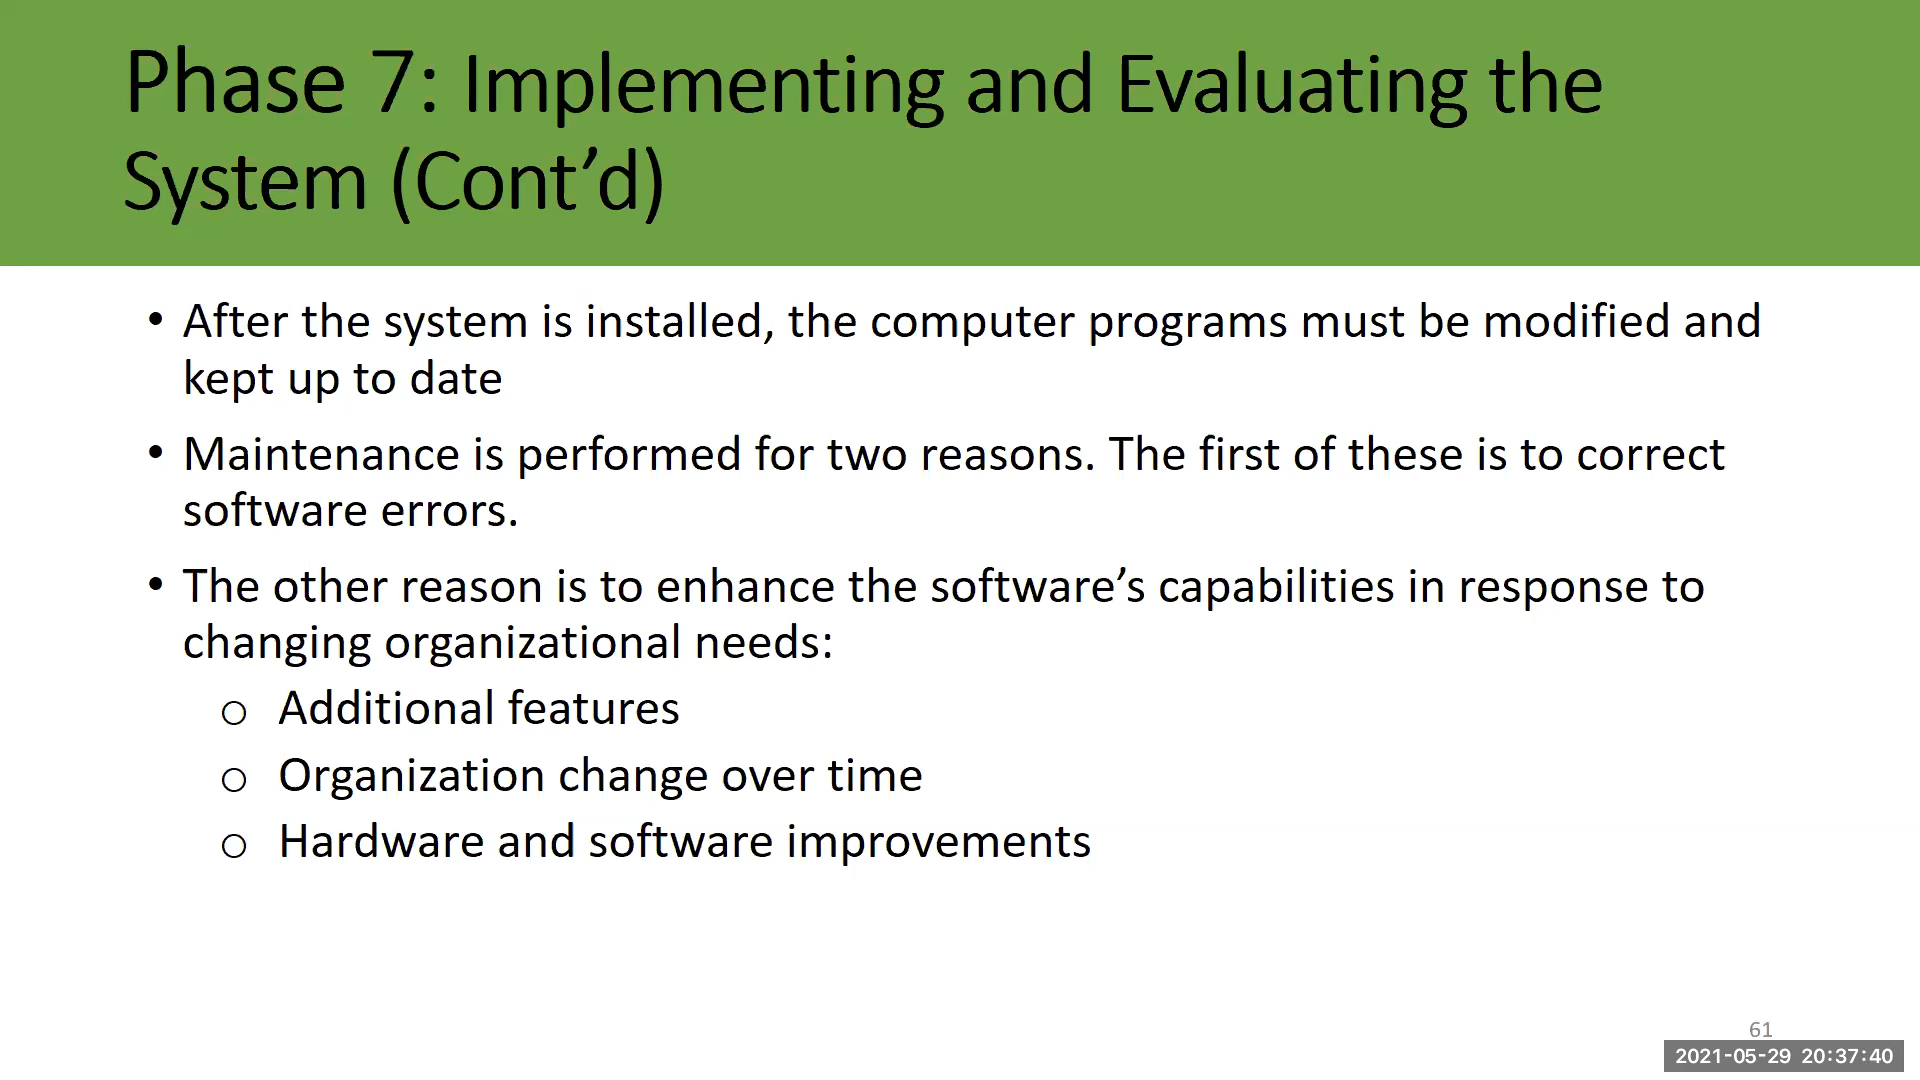 Phase 7: Implementing and Evaluating the
System (Cont’d)
• After the system is installed, the computer programs must be modified and
kept up to date
• Maintenance is performed for two reasons. The first of these is to correct
software errors.
• The other reason is to enhance the software’s capabilities in response to
changing organizational needs:
o Additional features
o Organization change over time
o Hardware and software improvements
61
2021-05-29 20:37:40